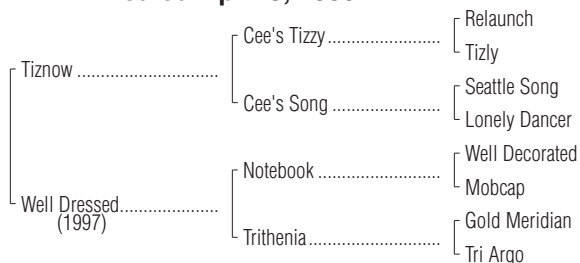 Relaunch
Cee's Tizzy ..........................
Tizly
Tiznow ..................................
Seattle Song
Cee's Song ..........................
Lonely Dancer
Well Decorated
Notebook .............................
Mobcap
Well Dressed........................
(1997)
Gold Meridian
Trithenia...............................
Tri Argo